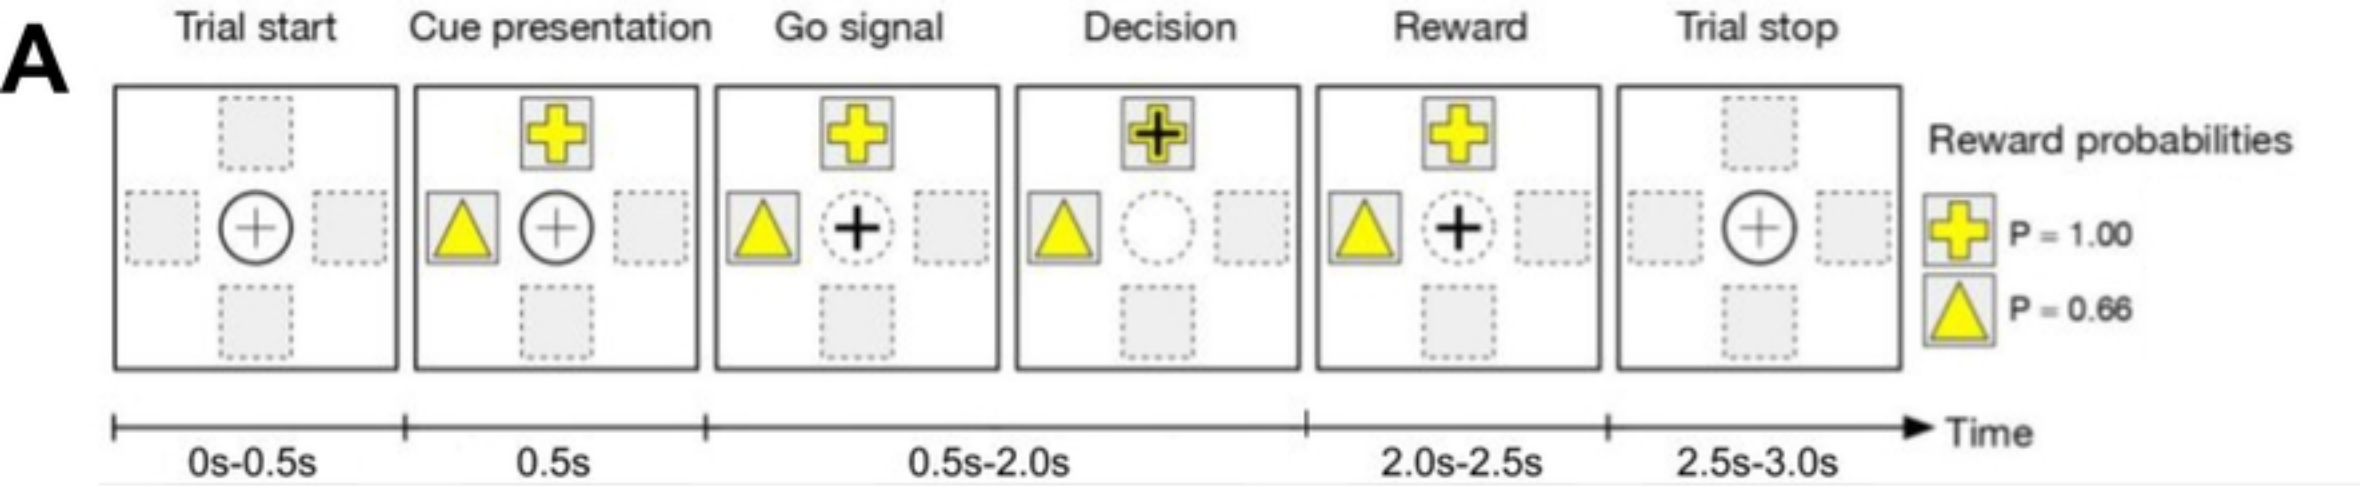 A
Trial start
Cue presentation
Go signal
Decision
Reward
Trial stop
Reward probabilities
P = 1.00
P = 0.66
Time
0s-0.5s
0.5s
0.5s-2.0s
2.0s-2.5s
2.5s-3.0s